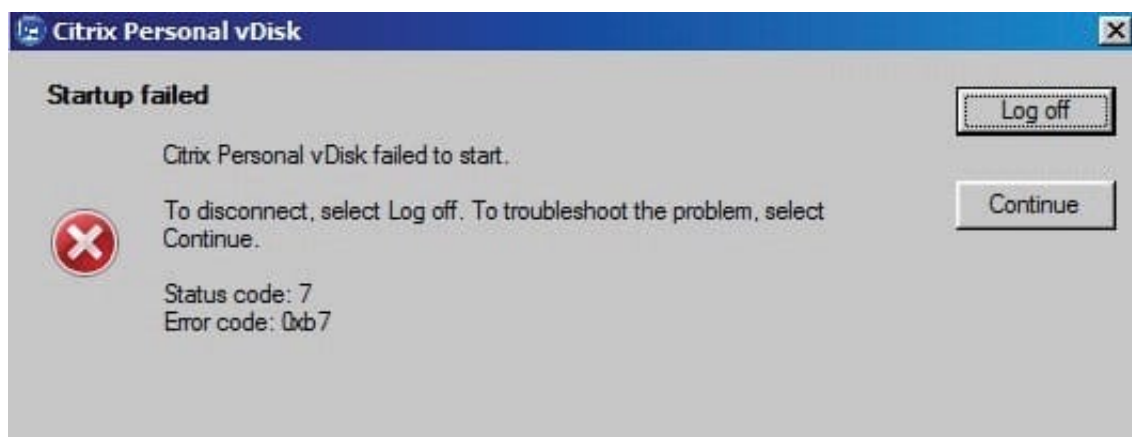 Citrix Personal vDisk
Startup failed
Log off
Citrix Personal vDisk failed to start.
To disconnect, select Log off. To troubleshoot the problem, select
Continue.
Continue
Status code: 7
Error code: 0xb7